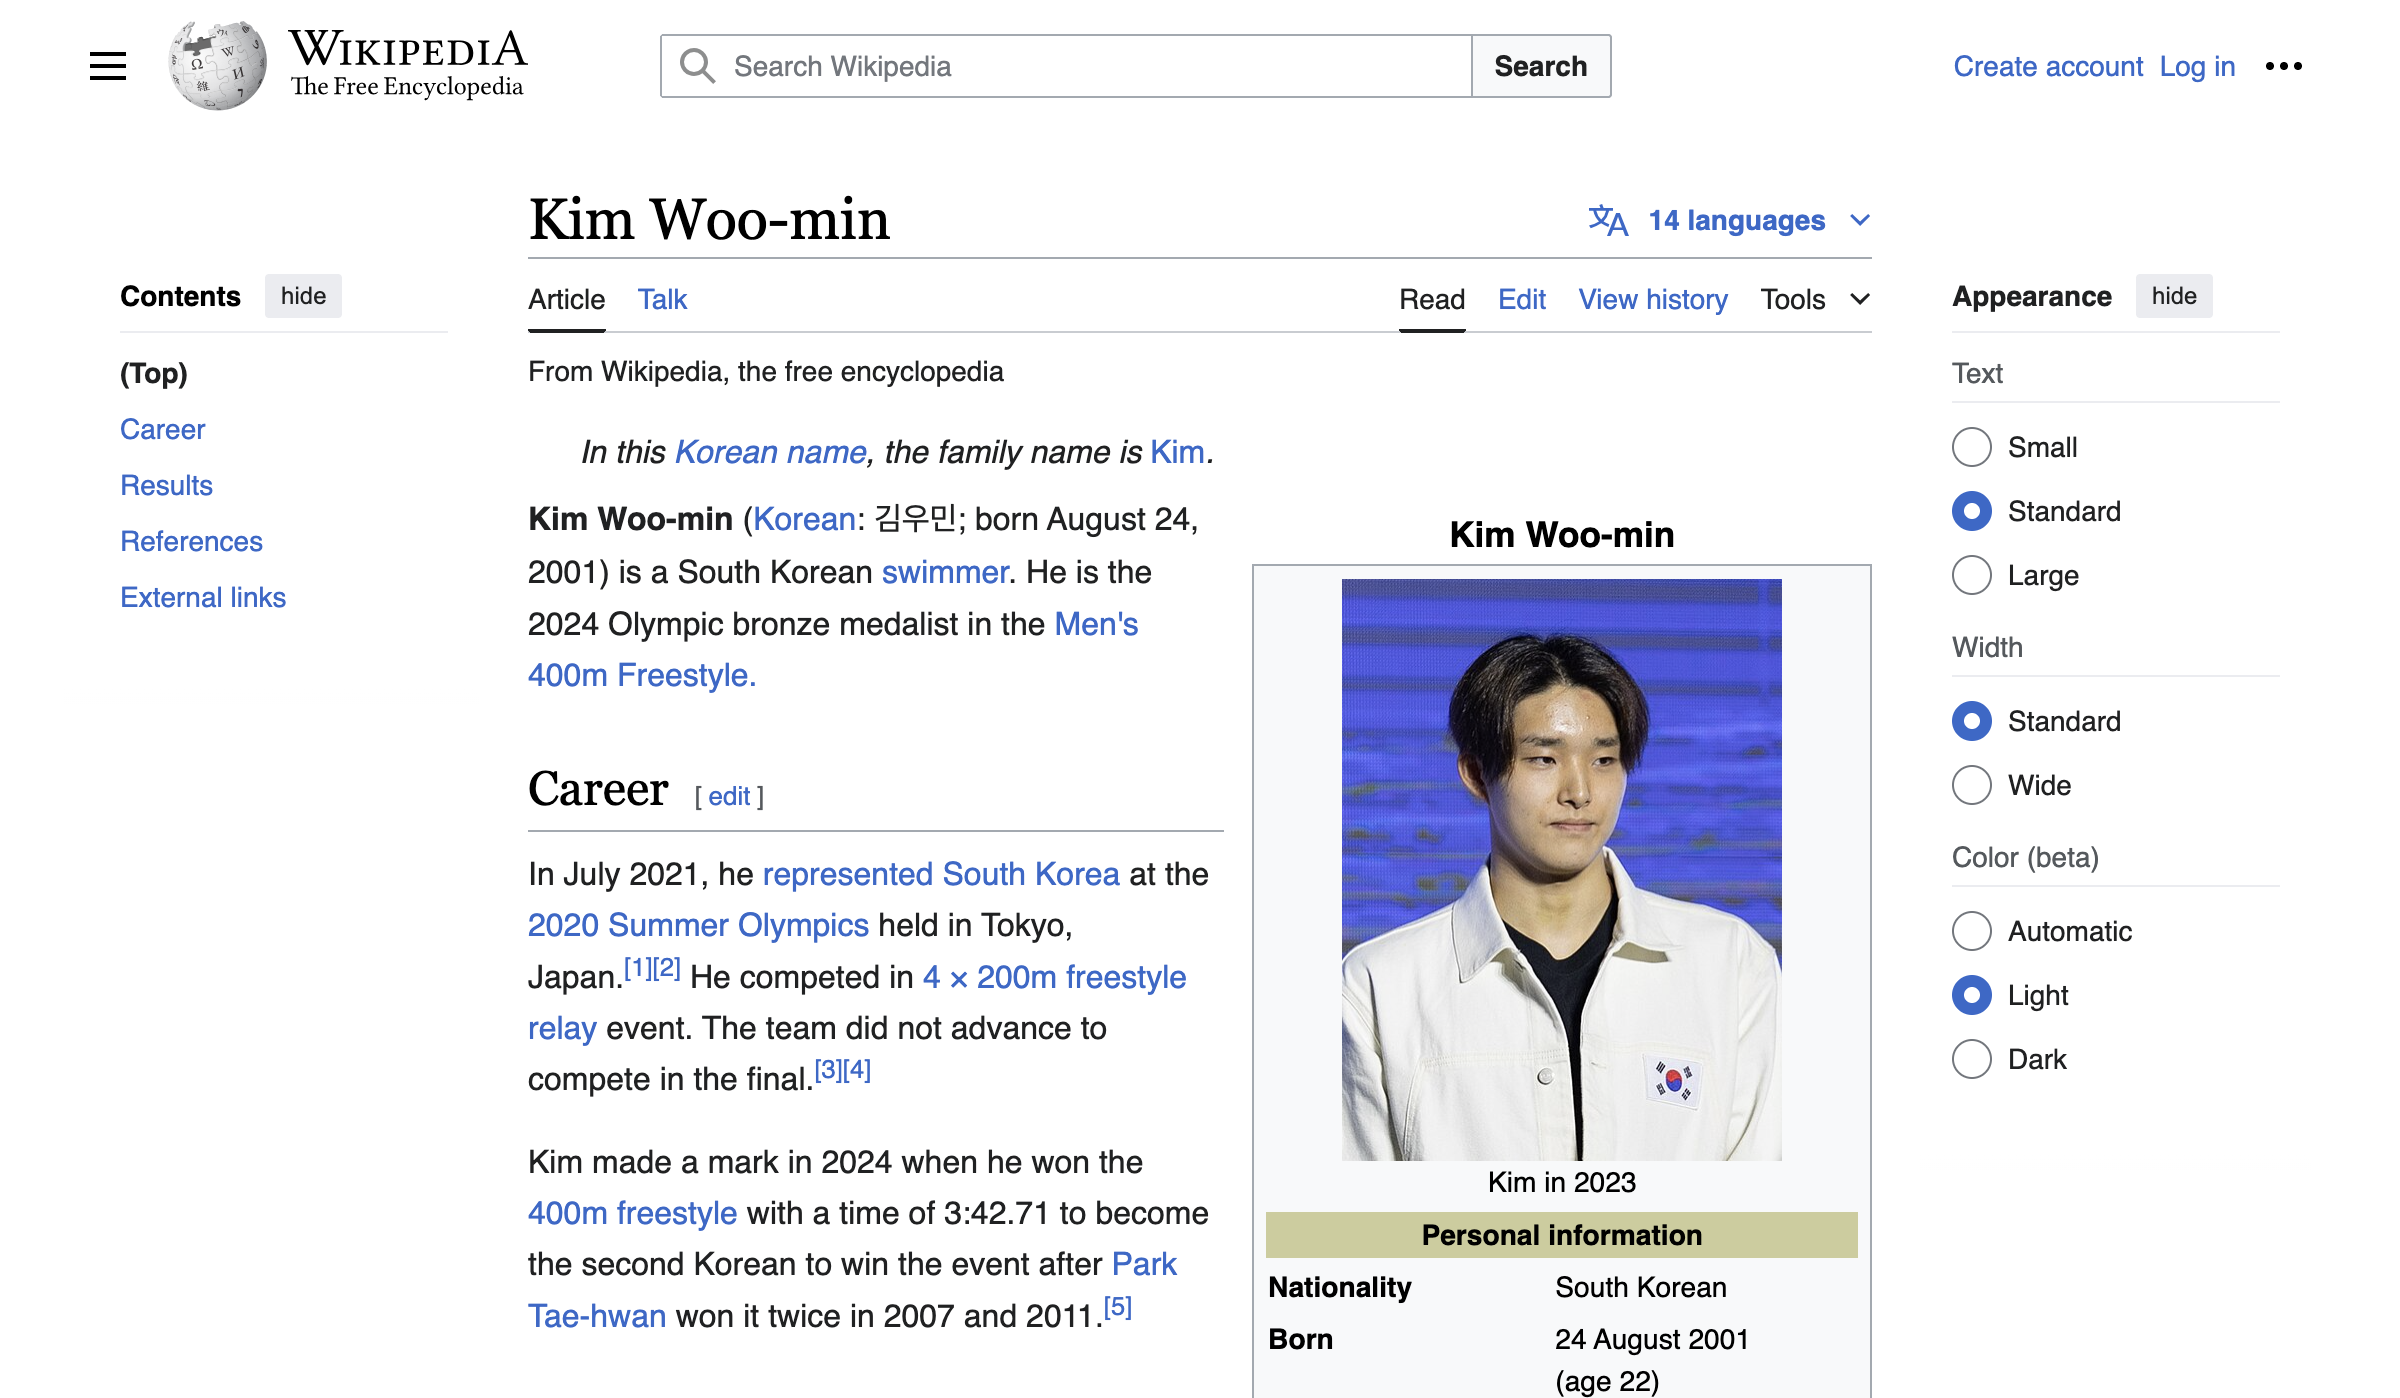 WIKIPEDIA
The Free Encyclopedia
Search Wikipedia
Search
Create account Log in
Contents hide
(Top)
Career
Results
References
External links
Kim Woo-min
14 languages
Article Talk
Read Edit View history Tools
From Wikipedia, the free encyclopedia
In this Korean name, the family name is Kim.
Kim Woo-min (Korean: 김우민; born August 24,
2001) is a South Korean swimmer. He is the
2024 Olympic bronze medalist in the Men's
400m Freestyle.
Career [ edit ]
In July 2021, he represented South Korea at the
2020 Summer Olympics held in Tokyo,
Japan.[1][2] He competed in 4 × 200m freestyle
relay event. The team did not advance to
compete in the final.[3][4]
Kim made a mark in 2024 when he won the
400m freestyle with a time of 3:42.71 to become
the second Korean to win the event after Park
Tae-hwan won it twice in 2007 and 2011.[5]
Kim Woo-min
Kim in 2023
Personal information
Nationality South Korean
Born 24 August 2001
(age 22)
Appearance hide
Text
Small
Standard
Large
Width
Standard
Wide
Color (beta)
Automatic
Light
Dark